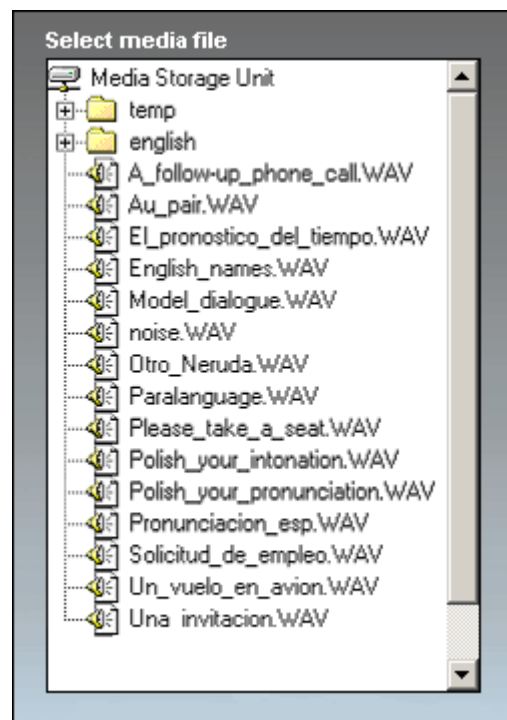 Select media file
Media Storage Unit
temp
english
A_follow-up_phone_call.WAV
Au_pair.WAV
El_pronostico_del_tiempo.WAV
English_names.WAV
Model_dialogue.WAV
noise.WAV
Otro_Neruda.WAV
Paralanguage.WAV
Please_take_a_seat.WAV
Polish_your_intonation.WAV
Polish_your_pronunciation.WAV
Pronunciacion_esp.WAV
Solicitud_de_empleo.WAV
Un_vuelo_en_avion.WAV
Una invitacion.WAV